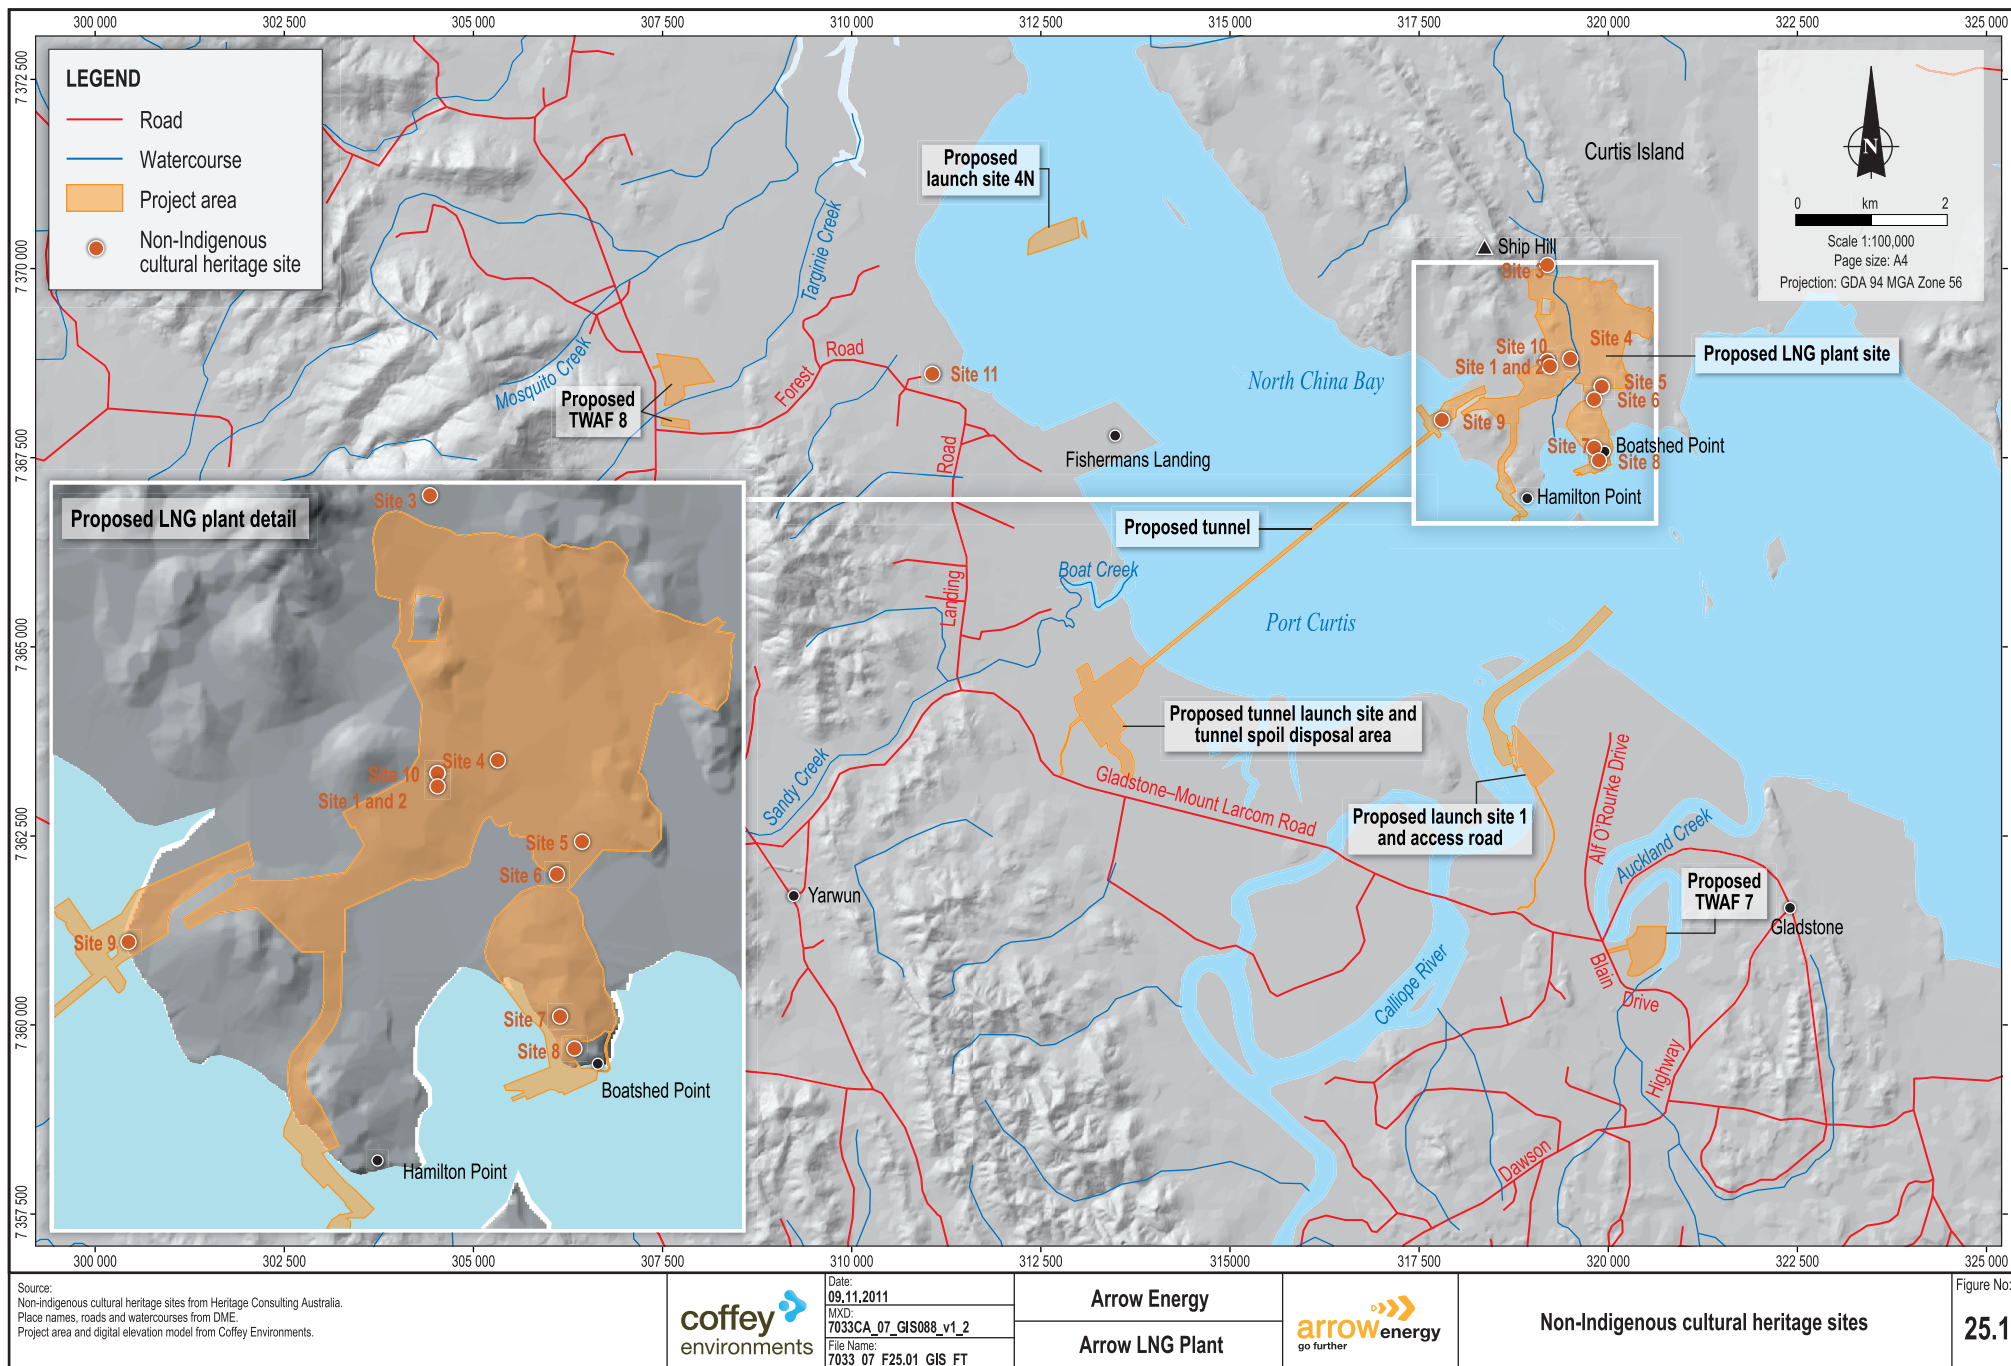 300 000 302 500 305 000 307 500 310 000 312 500 315 000 317 500 320 000 322 500 325 000
7 372 500
7 370 000
7 367 500
7 365 000
7 362 500
7 360 000
7 357 500
LEGEND
Road
Watercourse
Project area
Non-Indigenous
cultural heritage site
Proposed
launch site 4N
Curtis Island
N
0 km 2
Scale 1:100,000
Page size: A4
Projection: GDA 94 MGA Zone 56
Ship Hill
Site 3
Site 4
Site 10
Site 1 and 2
Site 5
Site 6
Site 9
Site 7
Site 8
Boatshed Point
Hamilton Point
Proposed LNG plant site
Targinie Creek
Mosquito Creek
Forest
Road
Site 11
Proposed
TWAF 8
North China Bay
Fishermans Landing
Road
Landing
Proposed tunnel
Boat Creek
Port Curtis
Proposed LNG plant detail
Site 3
Site 4
Site 10
Site 1 and 2
Site 5
Site 6
Site 9
Site 7
Site 8
Boatshed Point
Hamilton Point
Proposed tunnel launch site and
tunnel spoil disposal area
Sandy Creek
Gladstone–Mount Larcom Road
Proposed launch site 1
and access road
Alf O'Rourke Drive
Auckland Creek
Proposed
TWAF 7
Gladstone
Yarwun
Calliope River
Blain
Drive
Highway
Dawson
300 000 302 500 305 000 307 500 310 000 312 500 315000 317 500 320 000 322 500 325 000
Source:
Non-indigenous cultural heritage sites from Heritage Consulting Australia.
Place names, roads and watercourses from DME.
Project area and digital elevation model from Coffey Environments.
coffey
environments
Date:
09.11.2011
MXD:
7033CA_07_GIS088_v1_2
File Name:
7033_07_F25.01_GIS_FT
Arrow Energy
Arrow LNG Plant
arrow energy
go further
Non-Indigenous cultural heritage sites
Figure No:
25.1